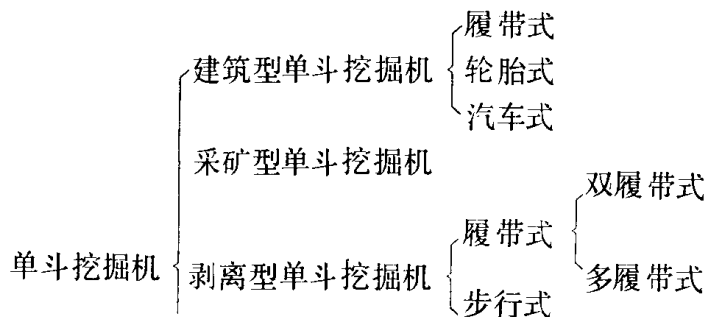 履带式
建筑型单斗挖掘机
轮胎式
汽车式
采矿型单斗挖掘机
双履带式
履带式
单斗挖掘机
剥离型单斗挖掘机
多履带式
步行式